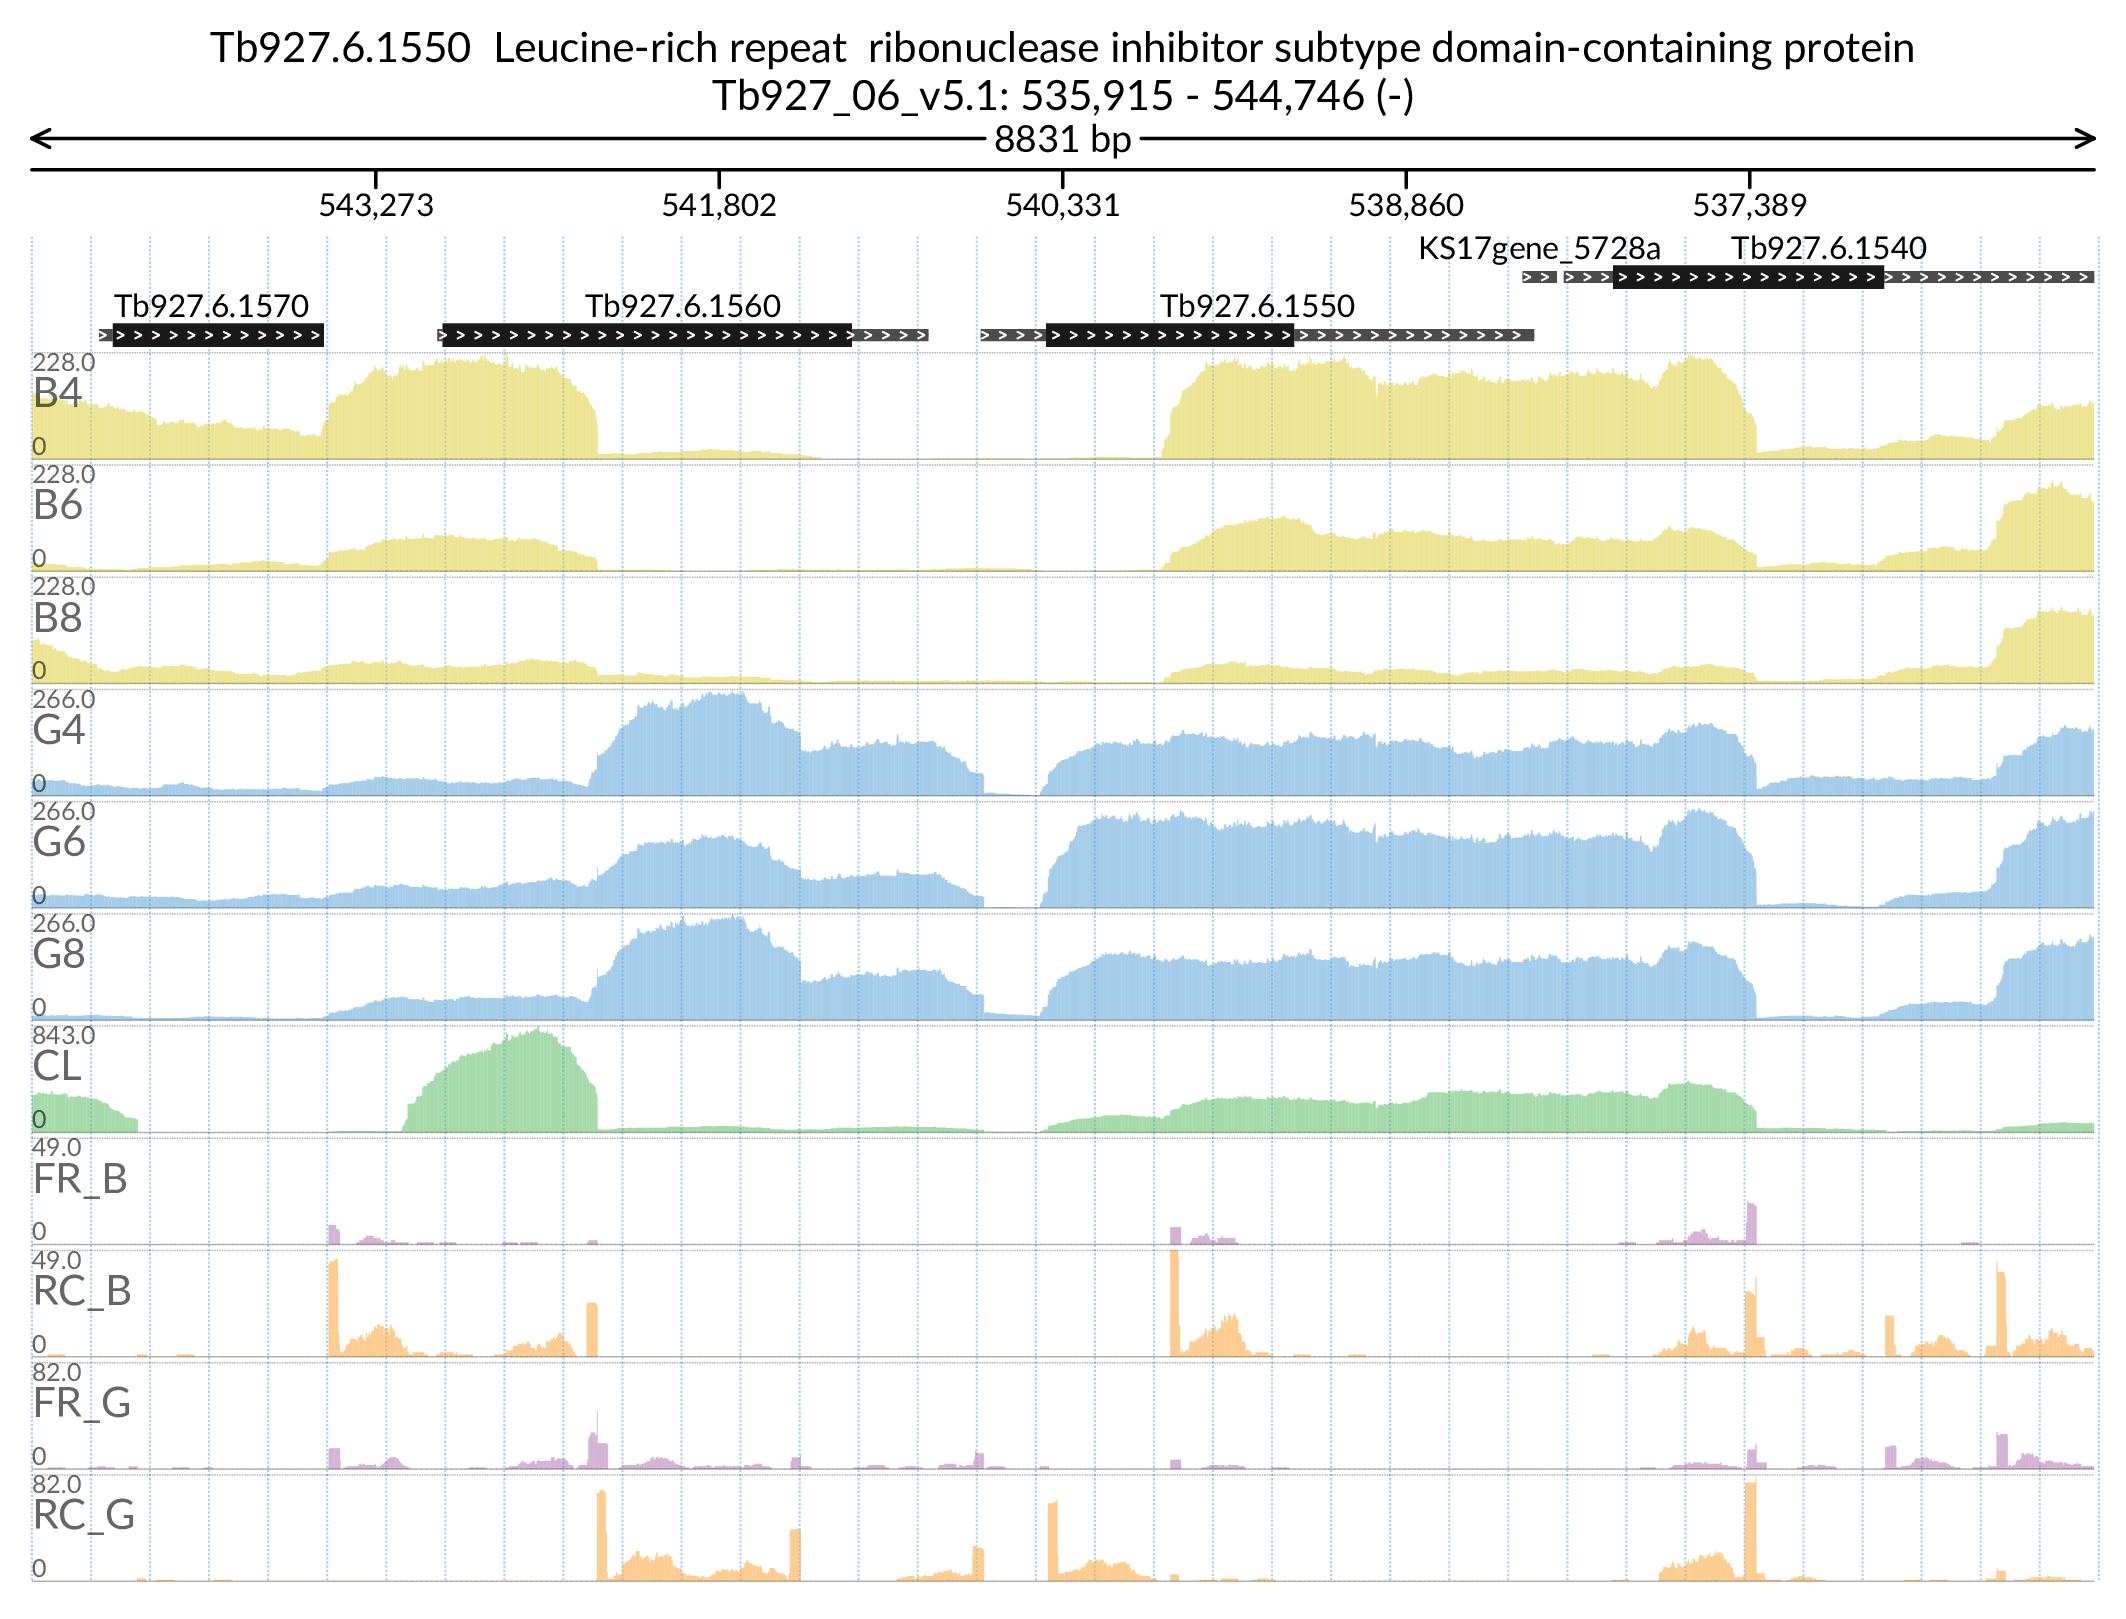 Tb927.6.1550  Leucine-rich repeat  ribonuclease inhibitor subtype domain-containing protein
Tb927_06_v5.1: 535,915 - 544,746 (-)
8831 bp
543,273 541,802 540,331 538,860 537,389
KS17gene_5728a Tb927.6.1540
Tb927.6.1570 Tb927.6.1560 Tb927.6.1550
228.0
B4
0
228.0
B6
0
228.0
B8
0
266.0
G4
0
266.0
G6
0
266.0
G8
0
843.0
CL
0
49.0
FR_B
0
49.0
RC_B
0
82.0
FR_G
0
82.0
RC_G
0